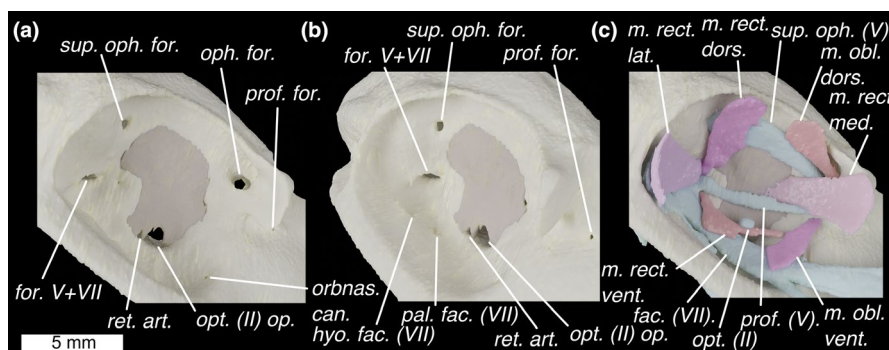 (a)
sup. oph. for.
oph. for.
prof. for.
for. V+VII
ret. art.
opt. (II) op.
orbnas.
can.
5 mm
(b)
sup. oph. for.
for. V+VII
prof. for.
hyo. fac. (VII)
pal. fac. (VII)
ret. art.
opt. (II) op.
(c)
m. rect.
lat.
m. rect.
dors.
sup. oph. (V)
m. obl.
dors.
m. rect.
med.
m. rect.
vent.
fac. (VII).
opt. (II)
prof. (V).
m. obl.
vent.